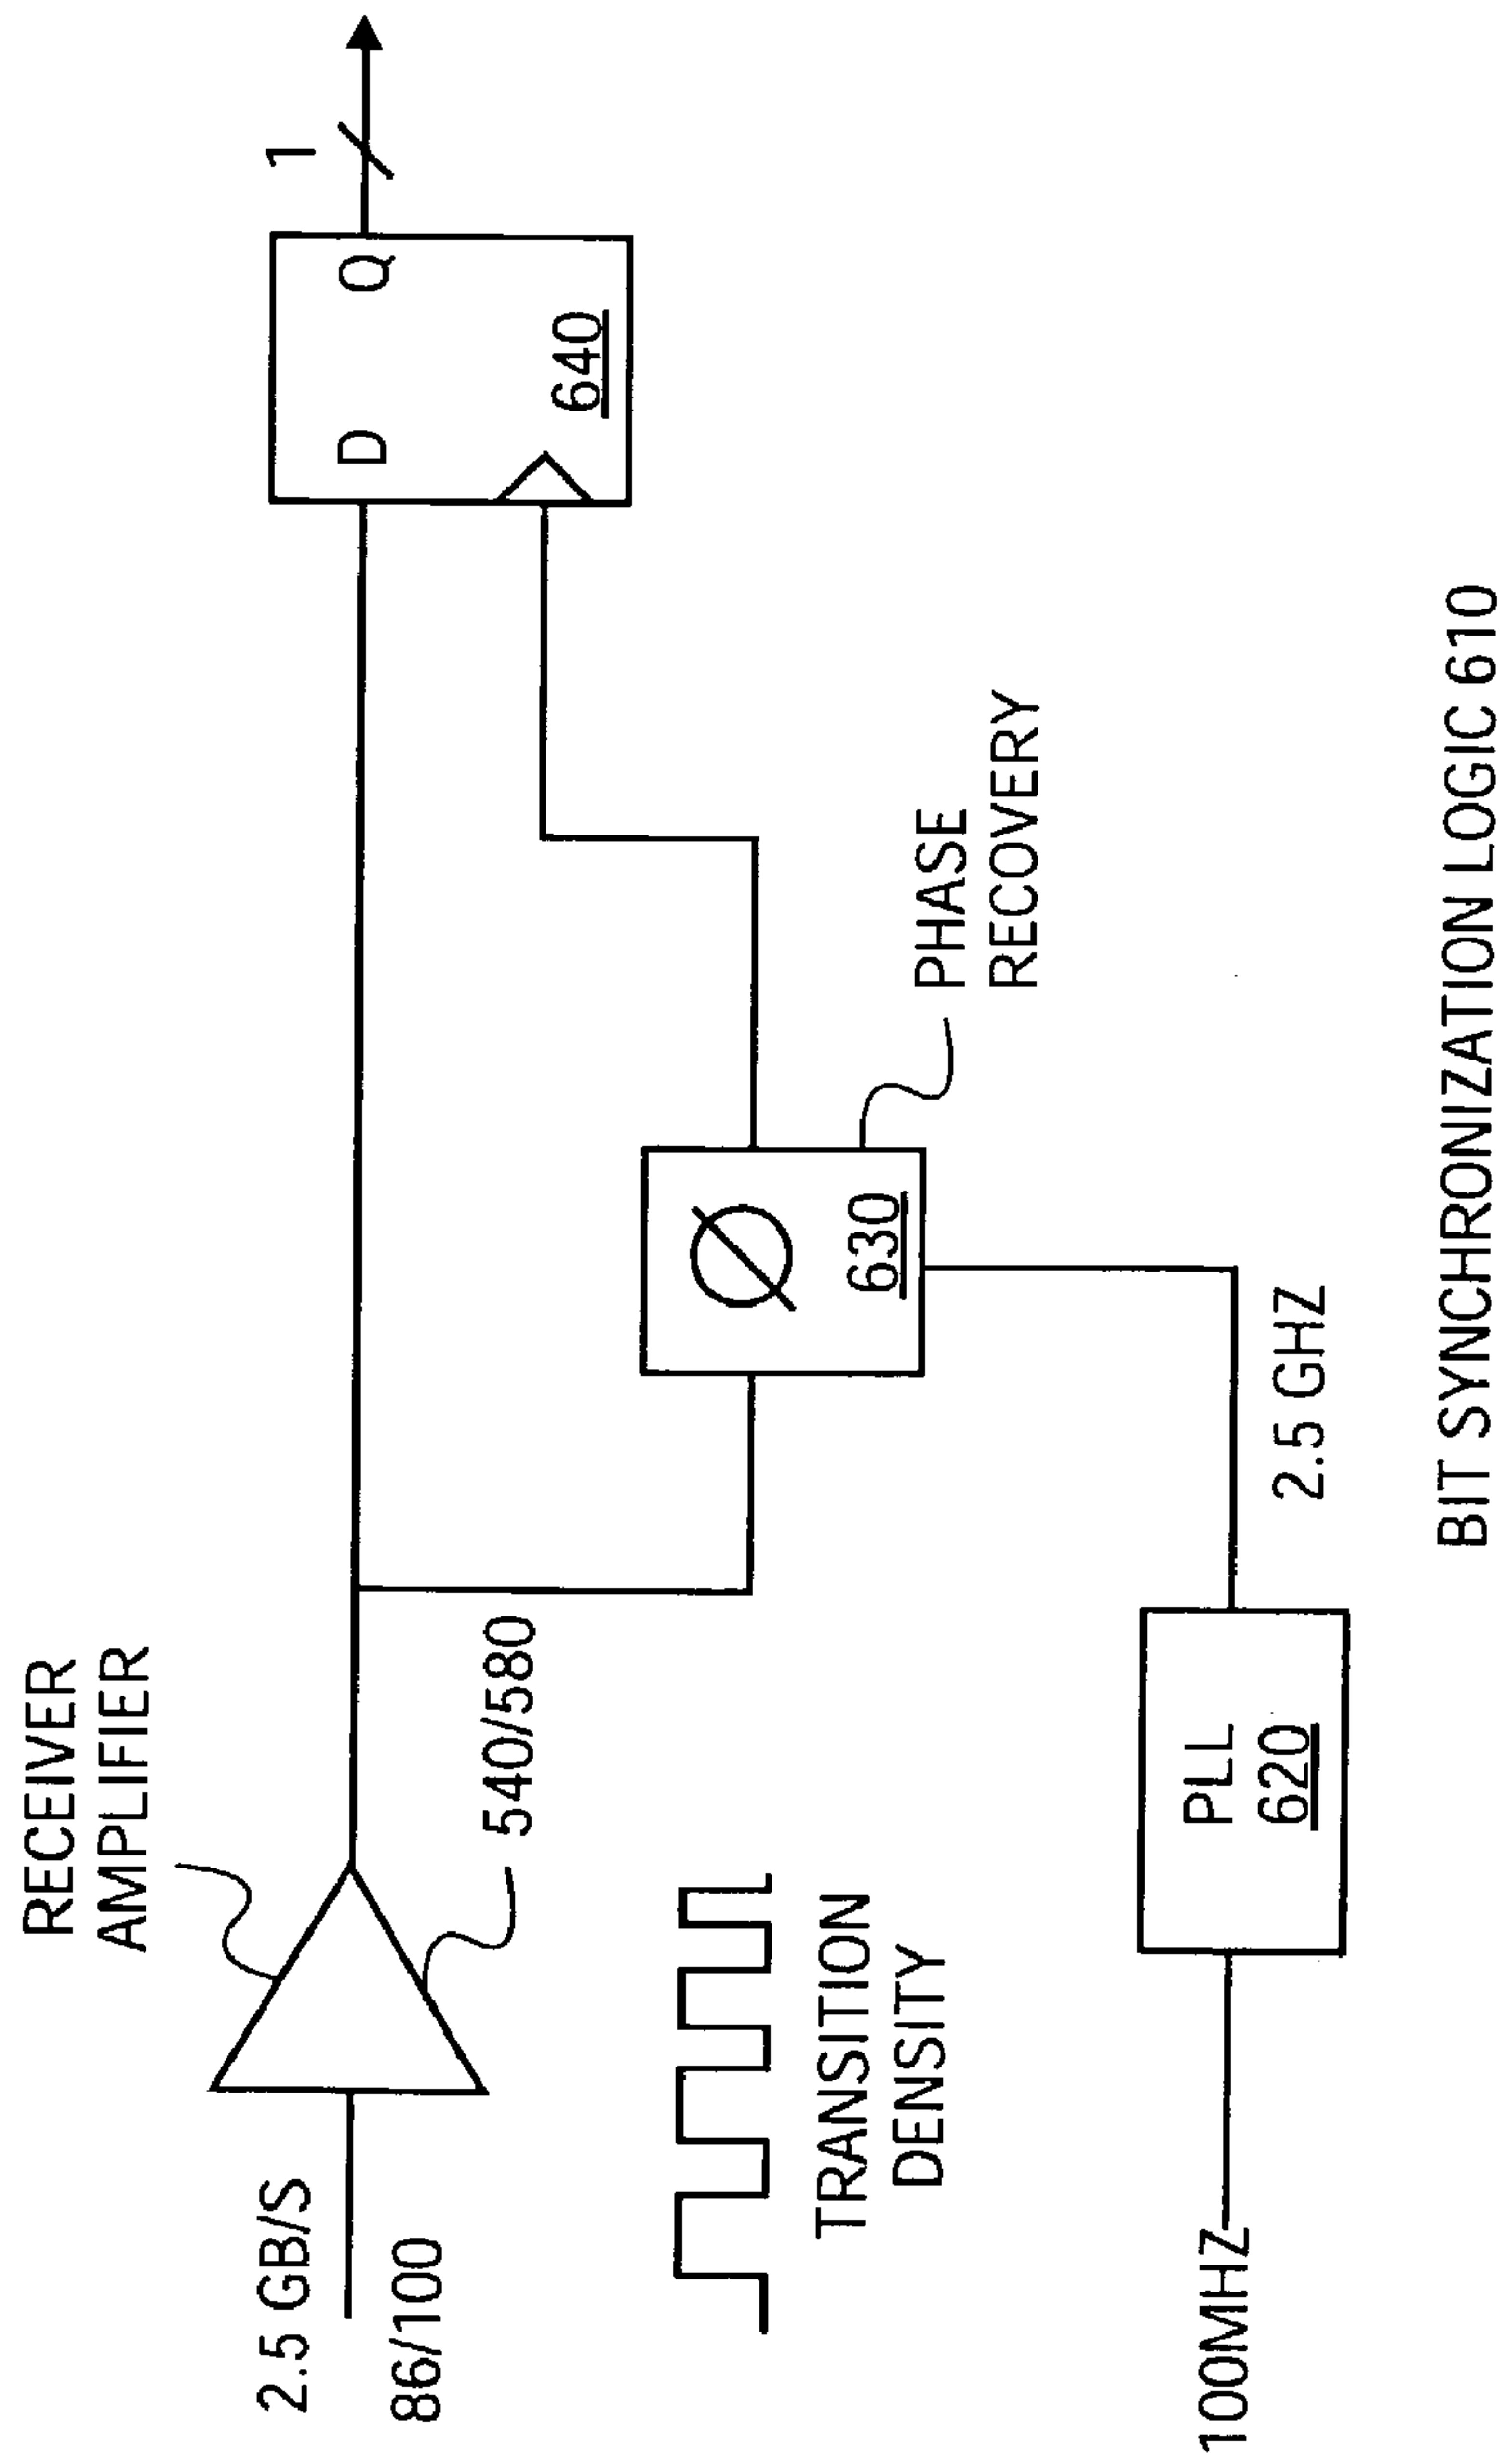 RECEIVER
AMPLIFIER
2.5 GB/S
86/100
540/580
D
Q
1
640
TRANSITION
DENSITY
Ø
630
PHASE
RECOVERY
100MHZ
PLL
620
2.5 GHZ
BIT SYNCHRONIZATION LOGIC 610